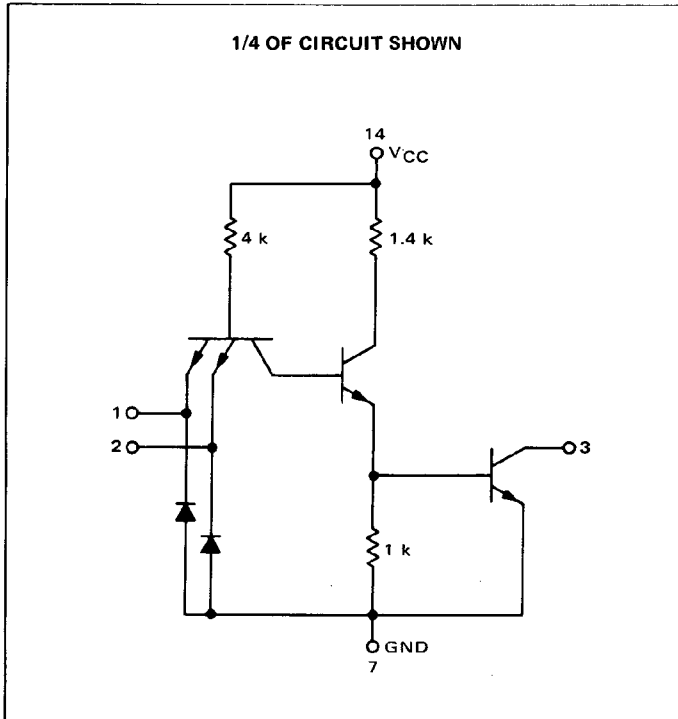 1/4 OF CIRCUIT SHOWN
14
VCC
4 k
1.4 k
1
2
3
1 k
GND
7